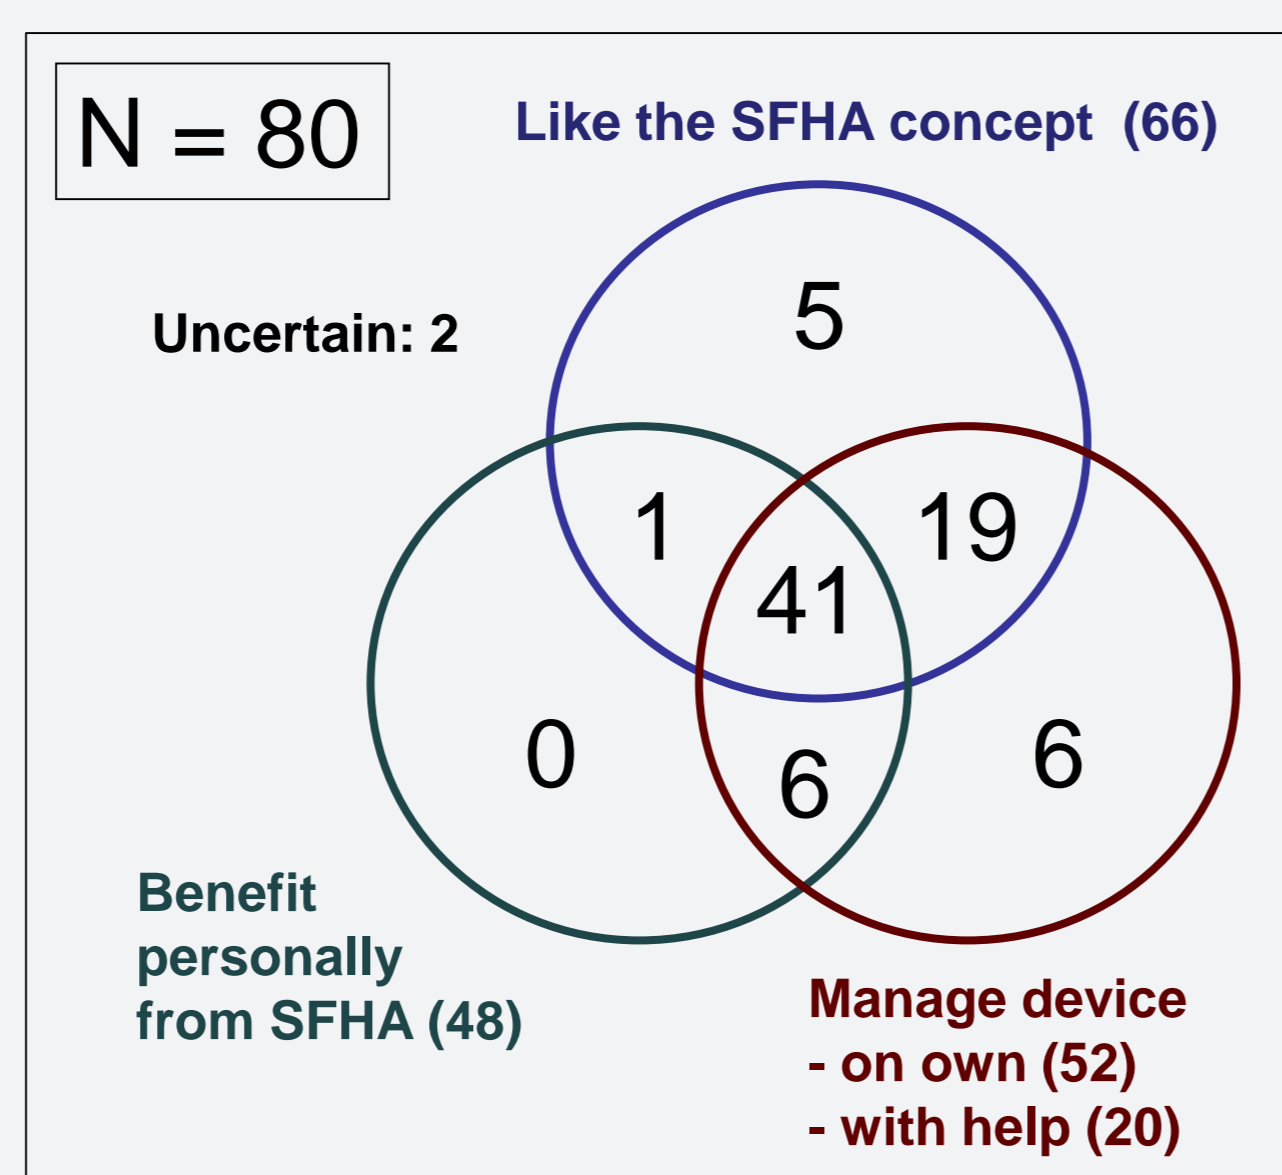 N = 80
Like the SFHA concept (66)
Uncertain: 2
5
1
19
41
0
6
6
Benefit
personally
from SFHA (48)
Manage device
- on own (52)
- with help (20)